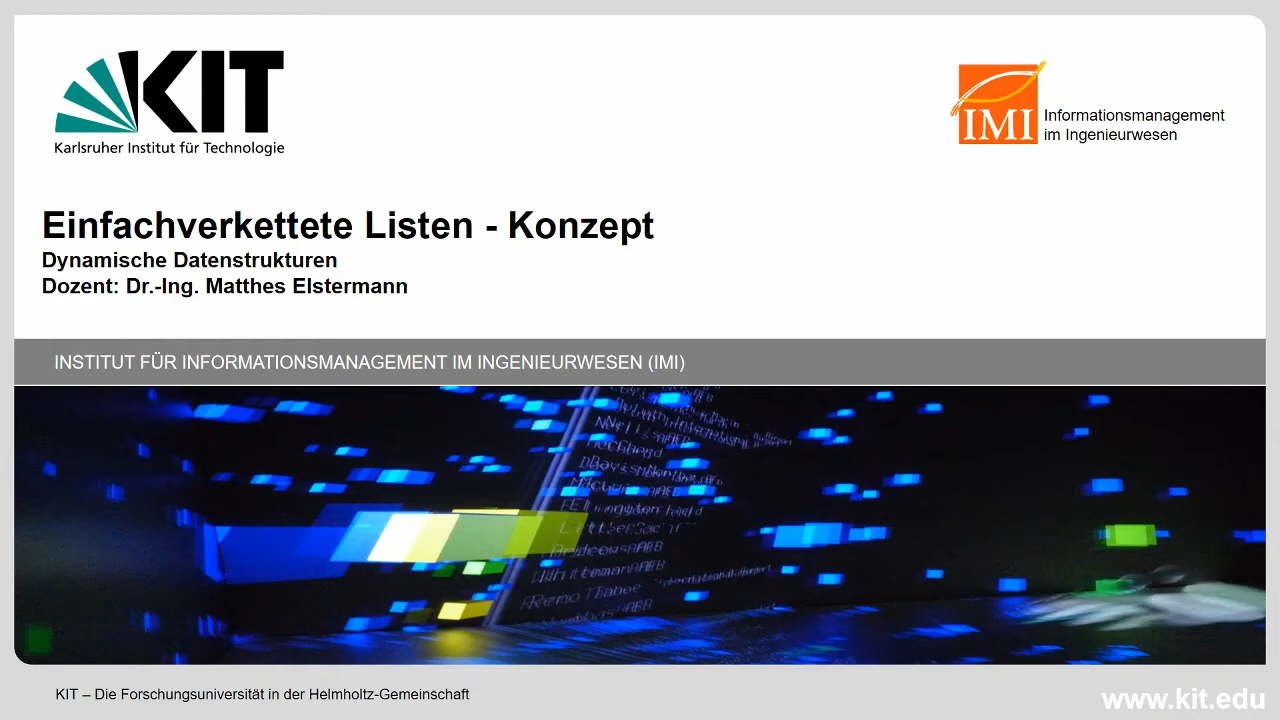 KIT
Karlsruher Institut für Technologie
IMI
Informationsmanagement
im Ingenieurwesen
Einfachverkettete Listen - Konzept
Dynamische Datenstrukturen
Dozent: Dr.-Ing. Matthes Elstermann
INSTITUT FÜR INFORMATIONSMANAGEMENT IM INGENIEURWESEN (IMI)
KIT – Die Forschungsuniversität in der Helmholtz-Gemeinschaft
www.kit.edu